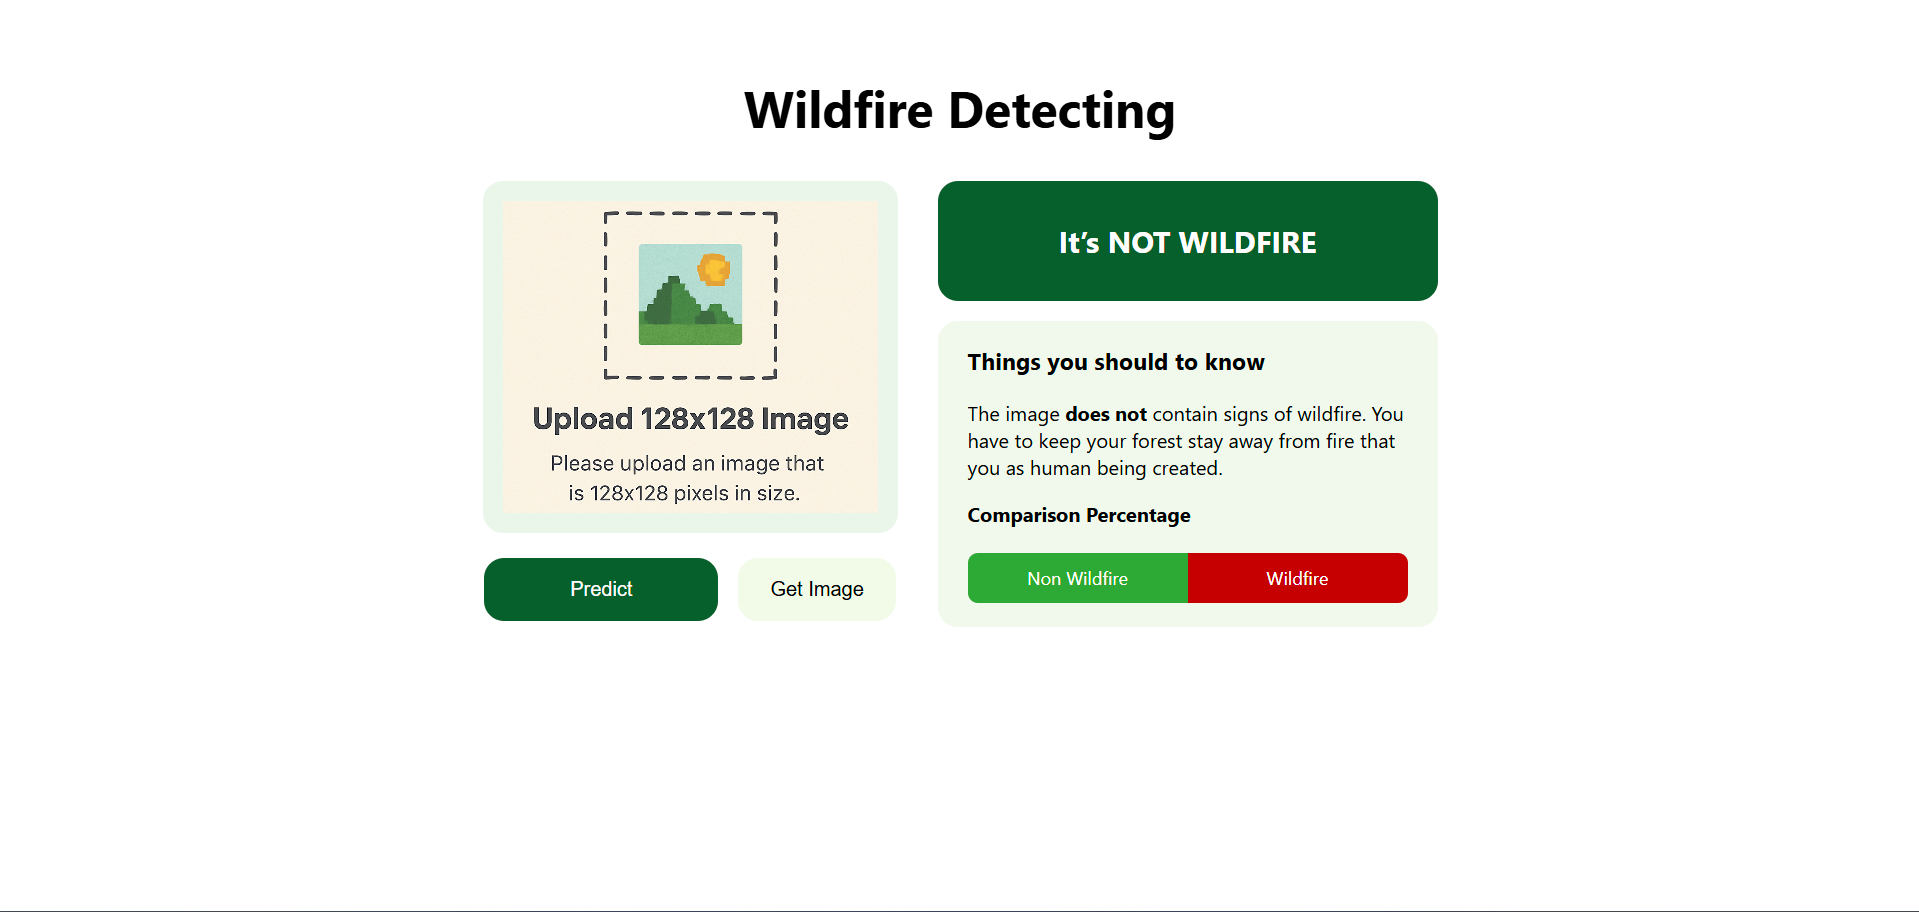 Wildfire Detecting
Upload 128x128 Image
Please upload an image that
is 128x128 pixels in size.
Predict
Get Image
It’s NOT WILDFIRE
Things you should to know
The image does not contain signs of wildfire. You
have to keep your forest stay away from fire that
you as human being created.
Comparison Percentage
Non Wildfire
Wildfire